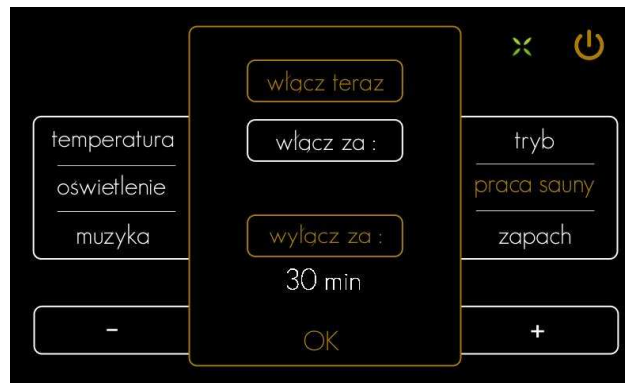 włącz teraz
włącz za :
wyłącz za :
30 min
OK
temperatura
oświetlenie
muzyka
-
tryb
praca sauny
zapach
+